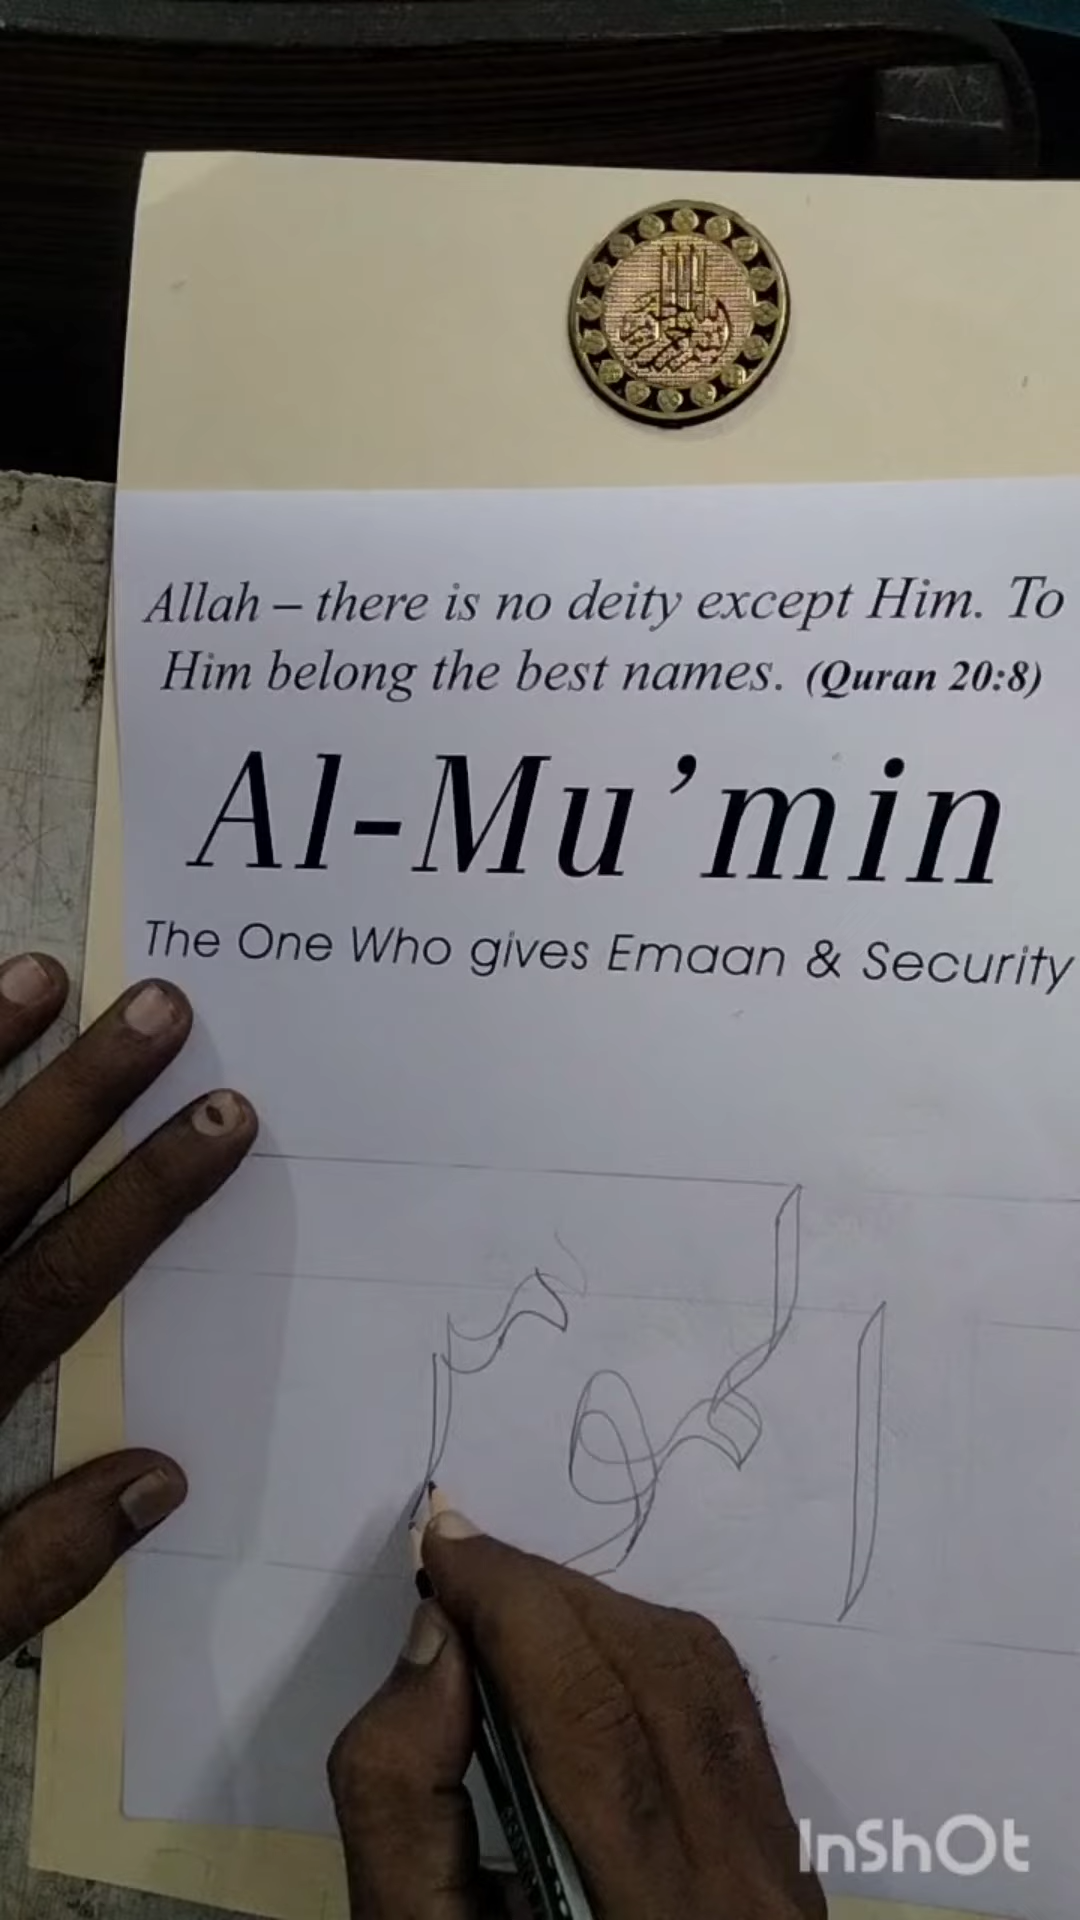 Allah – there is no deity except Him. To
Him belong the best names. (Quran 20:8)
Al-Mu’min
The One Who gives Emaan & Security
InShOt